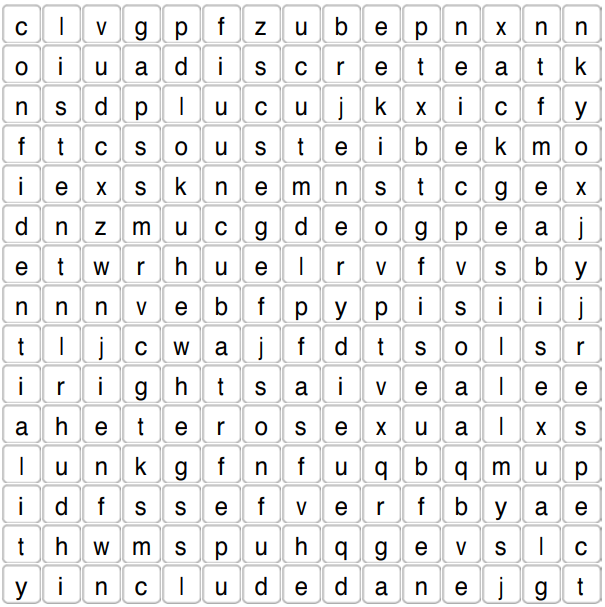 c l v g p f z u b e p n x n n
o i u a d i s c r e t e a t k
n s d p l u c u j k x i c f y
f t c s o u s t e i b e k m o
i e x s k n e m n s t c g e x
d n z m u c g d e o g p e a j
e t w r h u e l r v f v s b y
n n n v e b f p y p i s i i j
t l j c w a j f d t s o l s r
i r i g h t s a i v e a l e e
a h e t e r o s e x u a l x s
l u n k g f n f u q b q m u p
i d f s s e f v e r f b y a e
t h w m s p u h q g e v s l c
y i n c l u d e d a n e j g t